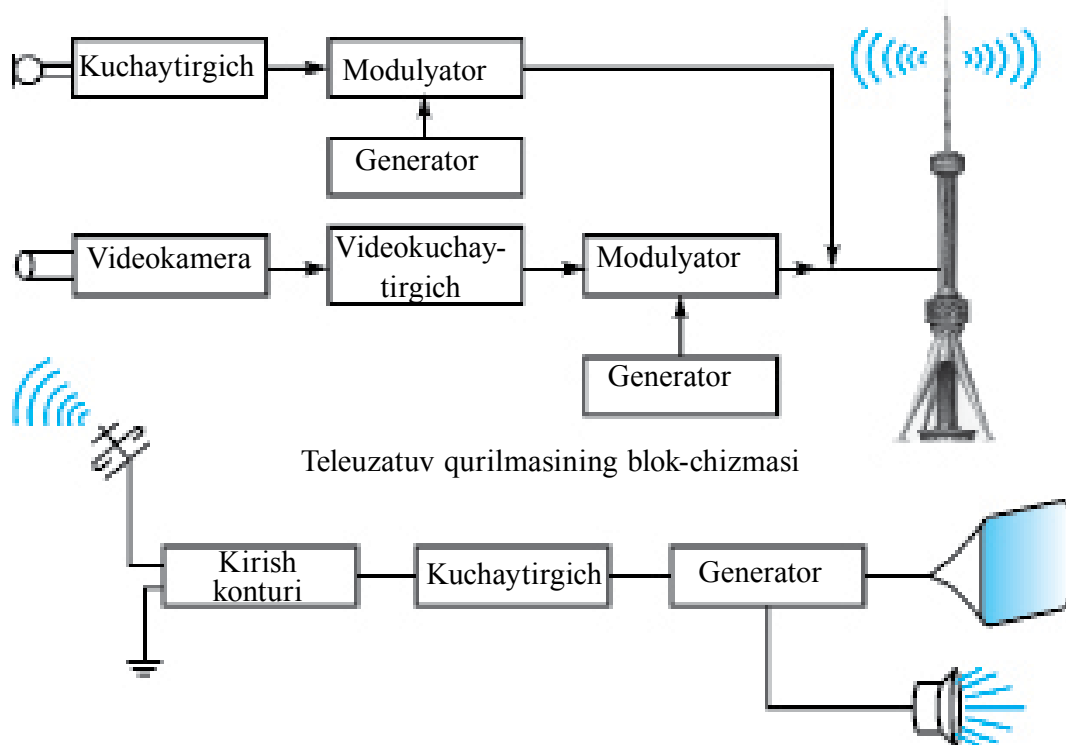 Kuchaytirgich
Modulyator
Generator
Videokamera
Videokuchay-
tirgich
Modulyator
Generator
Teleuzatuv qurilmasining blok-chizmasi
Kirish
konturi
Kuchaytirgich
Generator